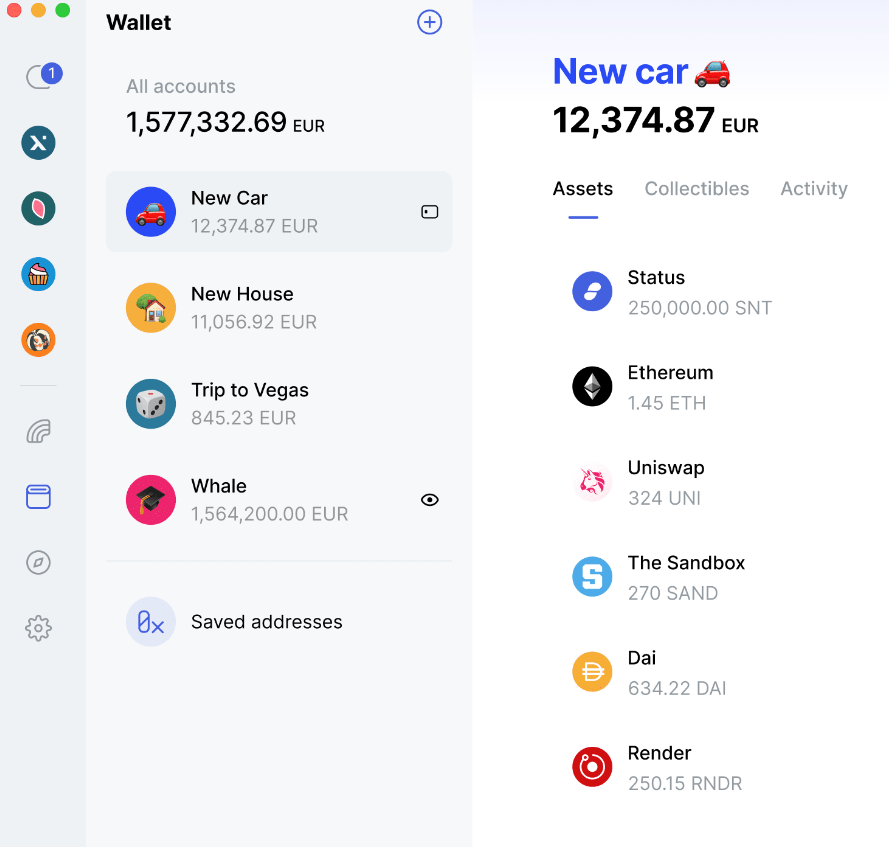 Wallet
1
All accounts
1,577,332.69 EUR
New Car
12,374.87 EUR
New House
11,056.92 EUR
Trip to Vegas
845.23 EUR
Whale
1,564,200.00 EUR
0x
Saved addresses
New car
12,374.87 EUR
Assets Collectibles Activity
Status
250,000.00 SNT
Ethereum
1.45 ETH
Uniswap
324 UNI
The Sandbox
270 SAND
Dai
634.22 DAI
Render
250.15 RNDR